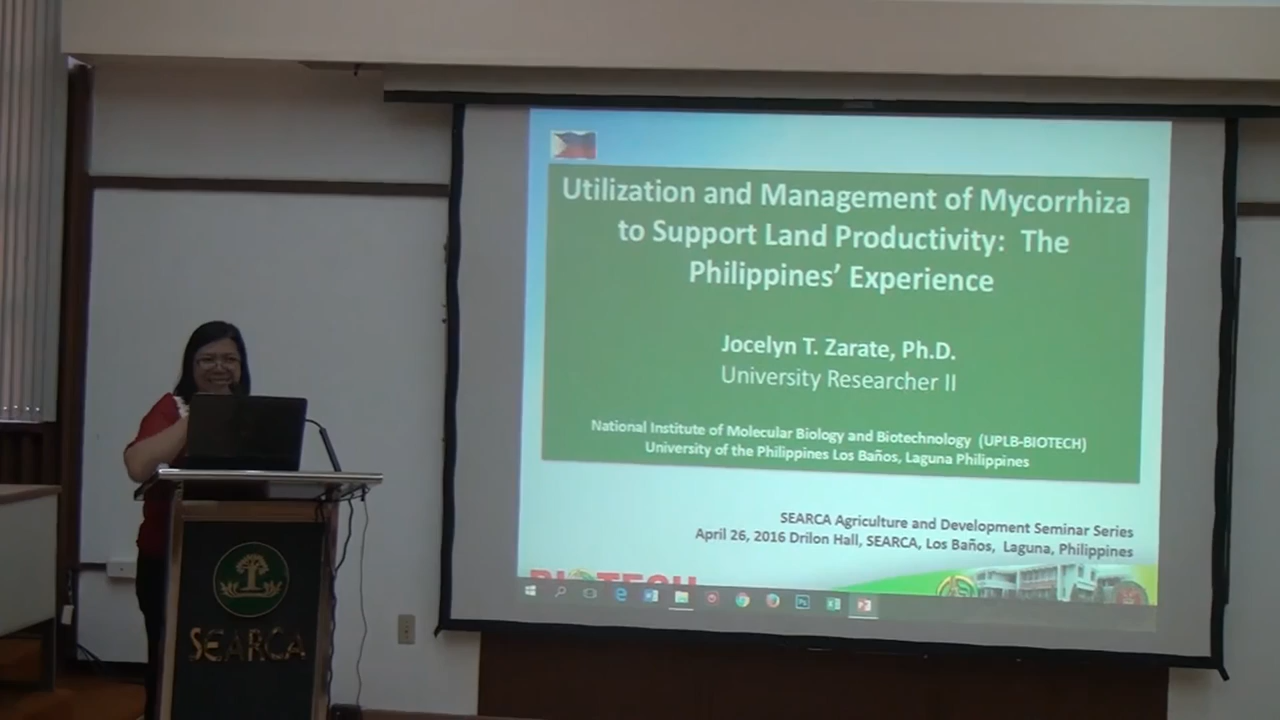 Utilization and Management of Mycorrhiza
to Support Land Productivity: The
Philippines' Experience
Jocelyn T. Zarate, Ph.D.
University Researcher II
National Institute of Molecular Biology and Biotechnology (UPLB-BIOTECH)
University of the Philippines Los Baños, Laguna Philippines
SEARCA Agriculture and Development Seminar Series
April 26, 2016 Drilon Hall, SEARCA, Los Baños, Laguna, Philippines
BIOTECH
SEARCA